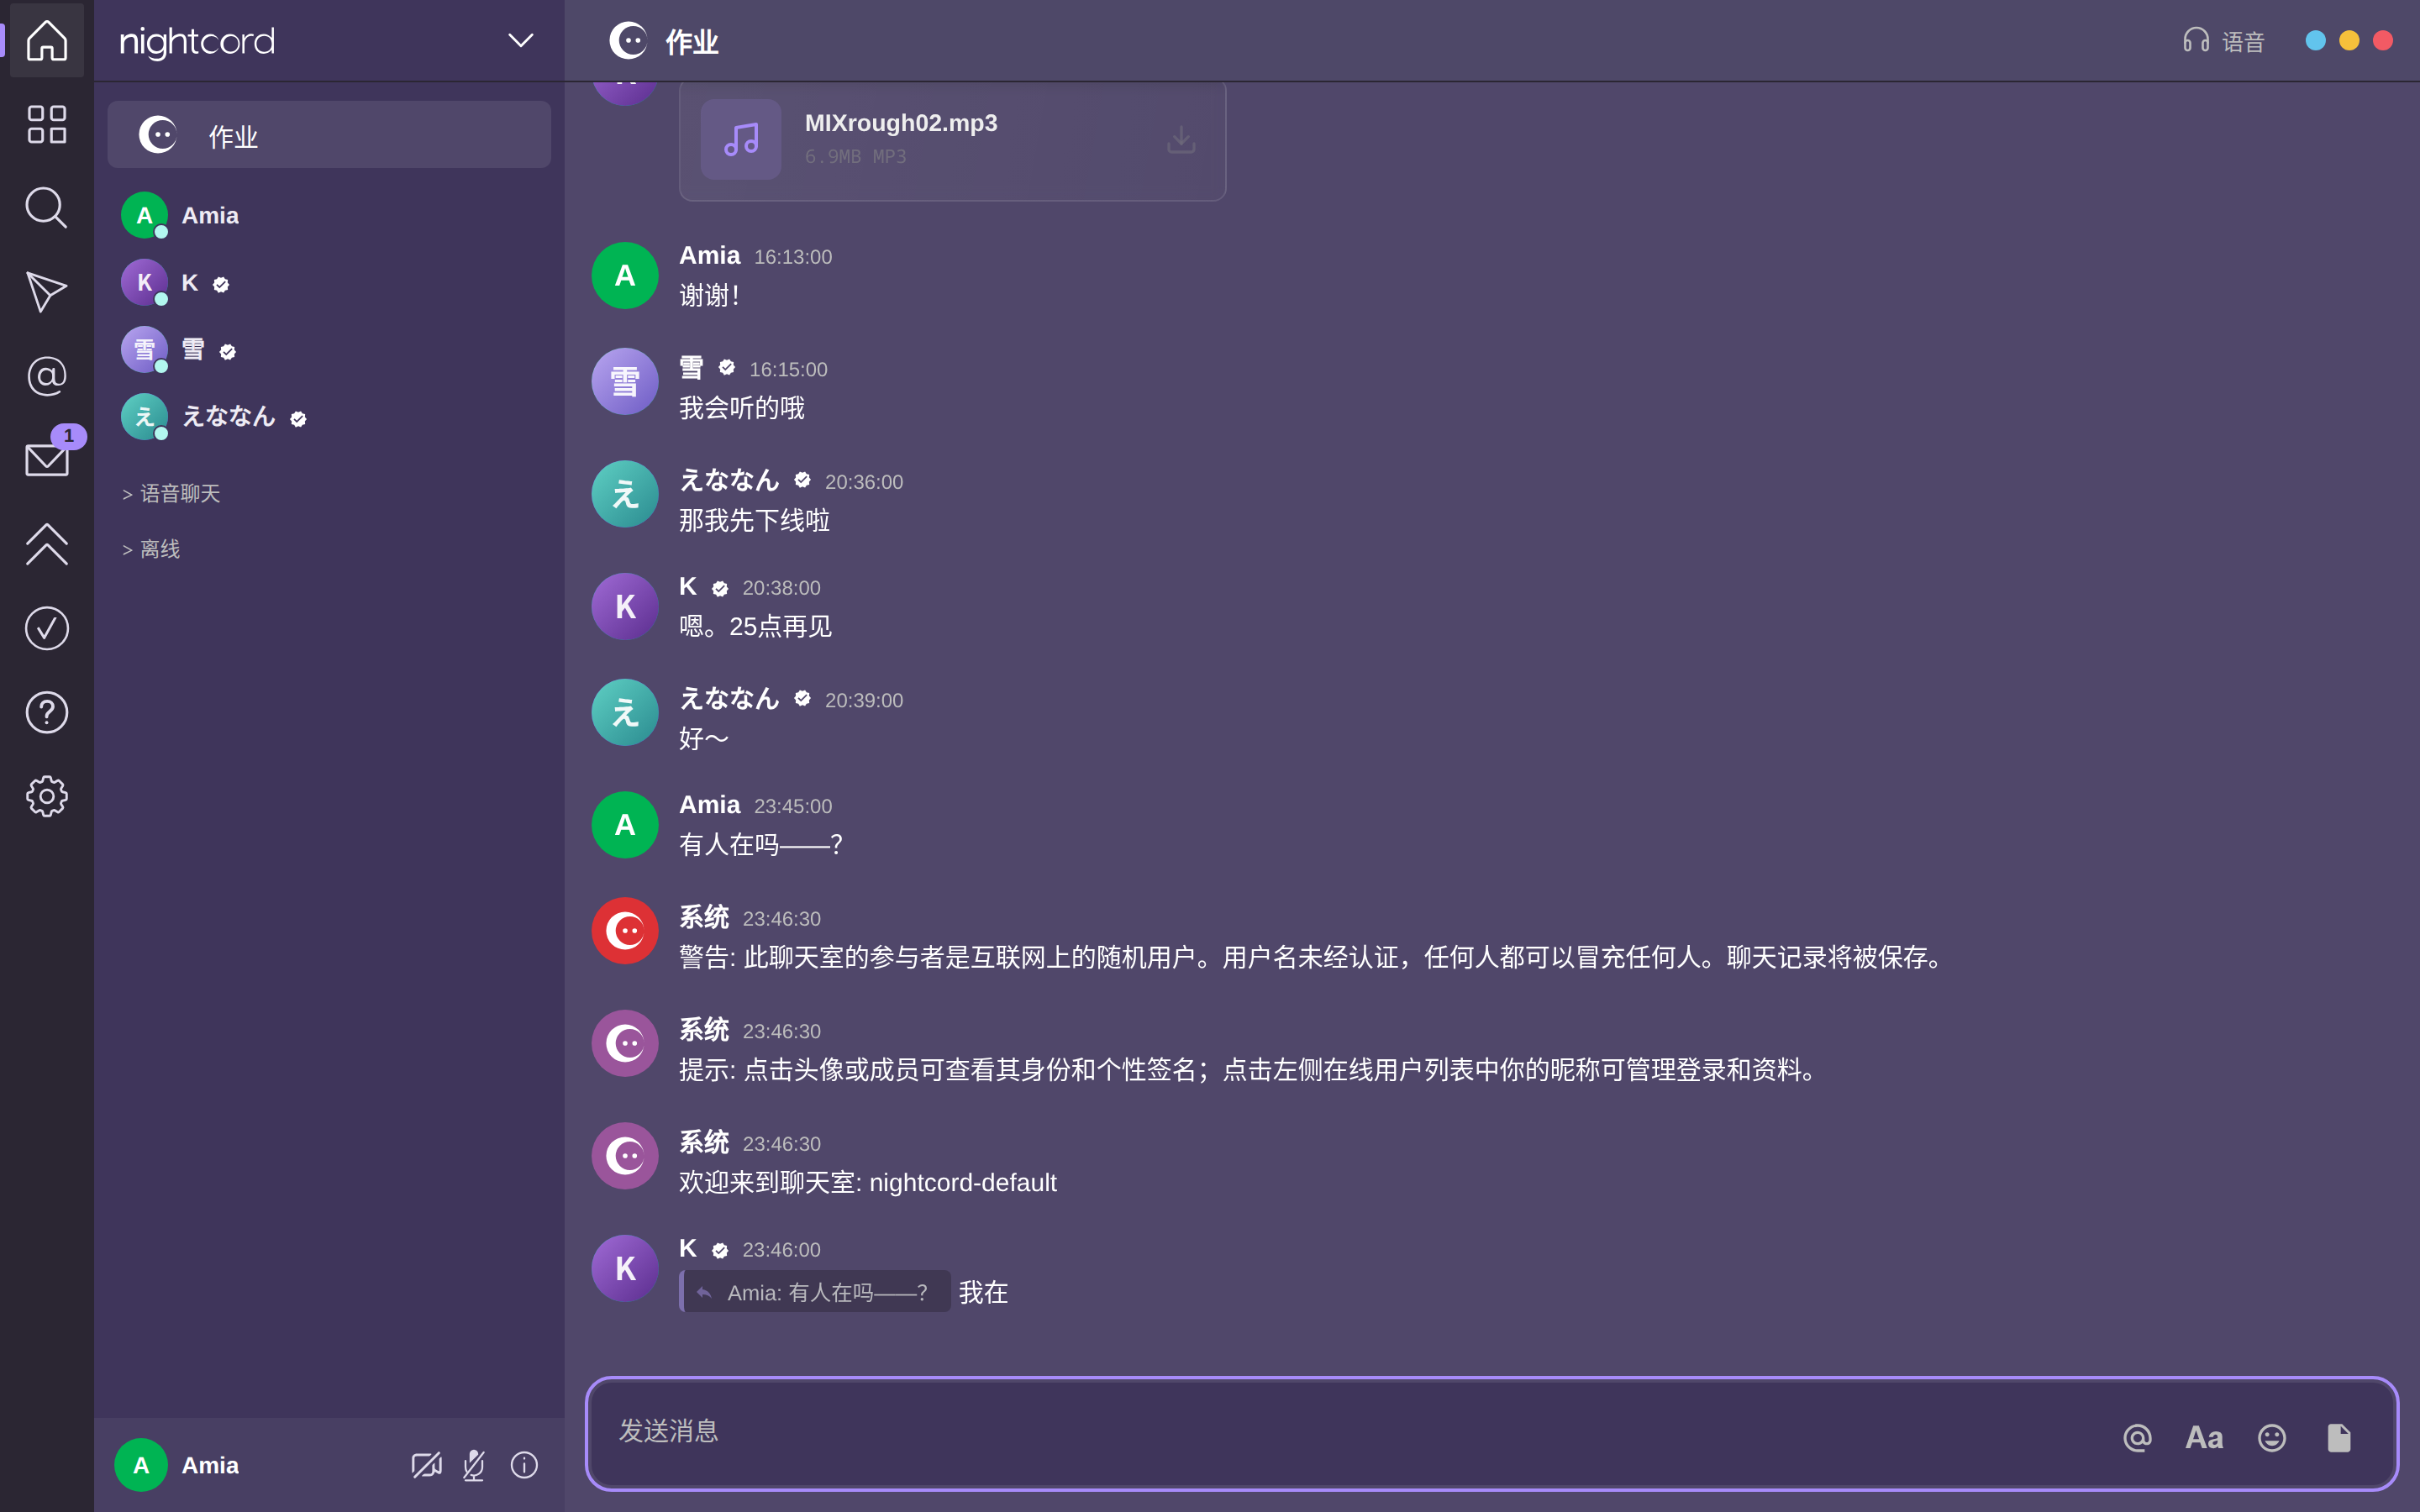 nightcord
作业
A Amia
K K
雪 雪
え えななん
1
> 语音聊天
> 离线
A Amia
作业
语音
MIXrough02.mp3
6.9MB MP3
A Amia 16:13:00
谢谢！
雪 雪 16:15:00
我会听的哦
え えななん 20:36:00
那我先下线啦
K K 20:38:00
嗯。25点再见
え えななん 20:39:00
好～
A Amia 23:45:00
有人在吗——？
系统 23:46:30
警告: 此聊天室的参与者是互联网上的随机用户。用户名未经认证，任何人都可以冒充任何人。聊天记录将被保存。
系统 23:46:30
提示: 点击头像或成员可查看其身份和个性签名；点击左侧在线用户列表中你的昵称可管理登录和资料。
系统 23:46:30
欢迎来到聊天室: nightcord-default
K K 23:46:00
Amia: 有人在吗——？ 我在
发送消息
Aa